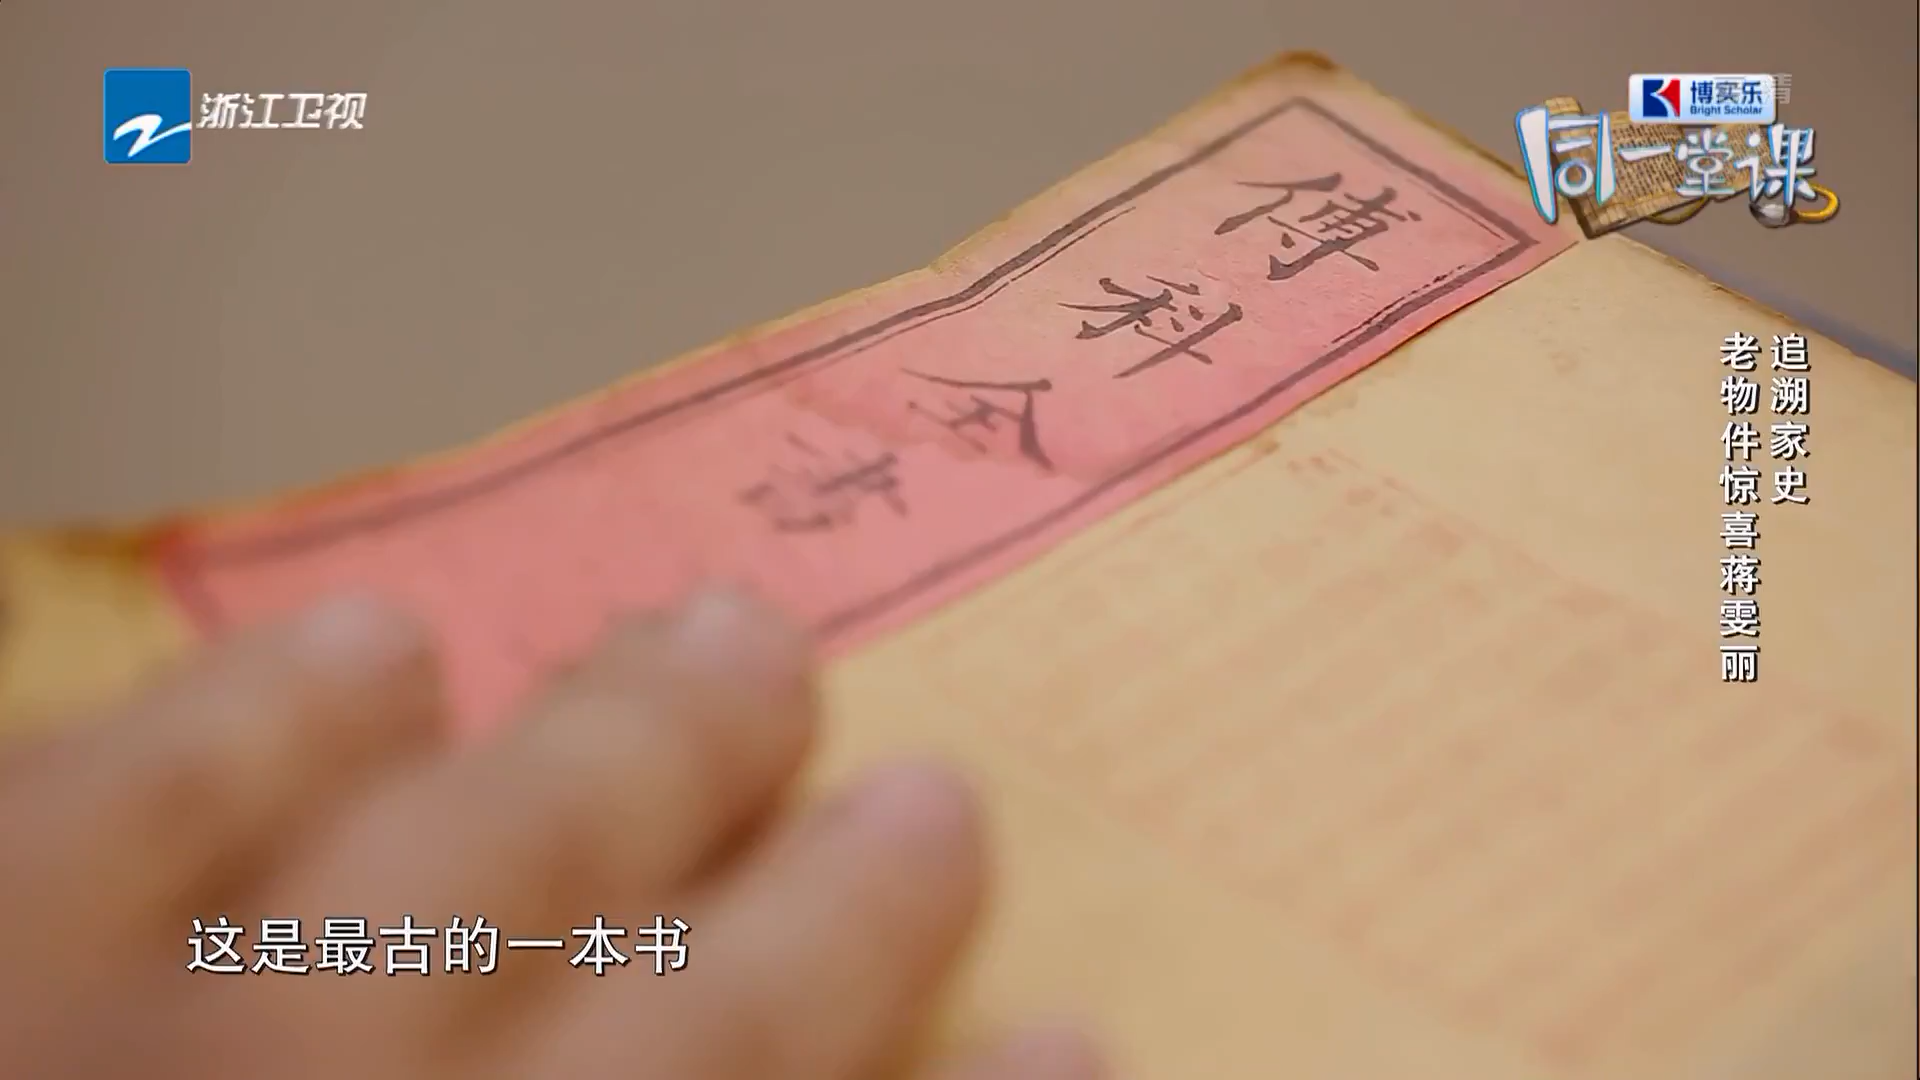 浙江卫视
博实乐
Bright Scholar
同一堂课
傅科全书
追溯家史
老物件惊喜蒋雯丽
这是最古的一本书